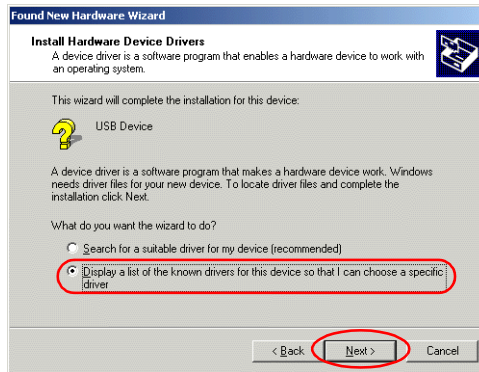 Found New Hardware Wizard
Install Hardware Device Drivers
A device driver is a software program that enables a hardware device to work with
an operating system.
This wizard will complete the installation for this device:
USB Device
A device driver is a software program that makes a hardware device work. Windows
needs driver files for your new device. To locate driver files and complete the
installation click Next.
What do you want the wizard to do?
Search for a suitable driver for my device (recommended)
Display a list of the known drivers for this device so that I can choose a specific
driver
< Back Next > Cancel